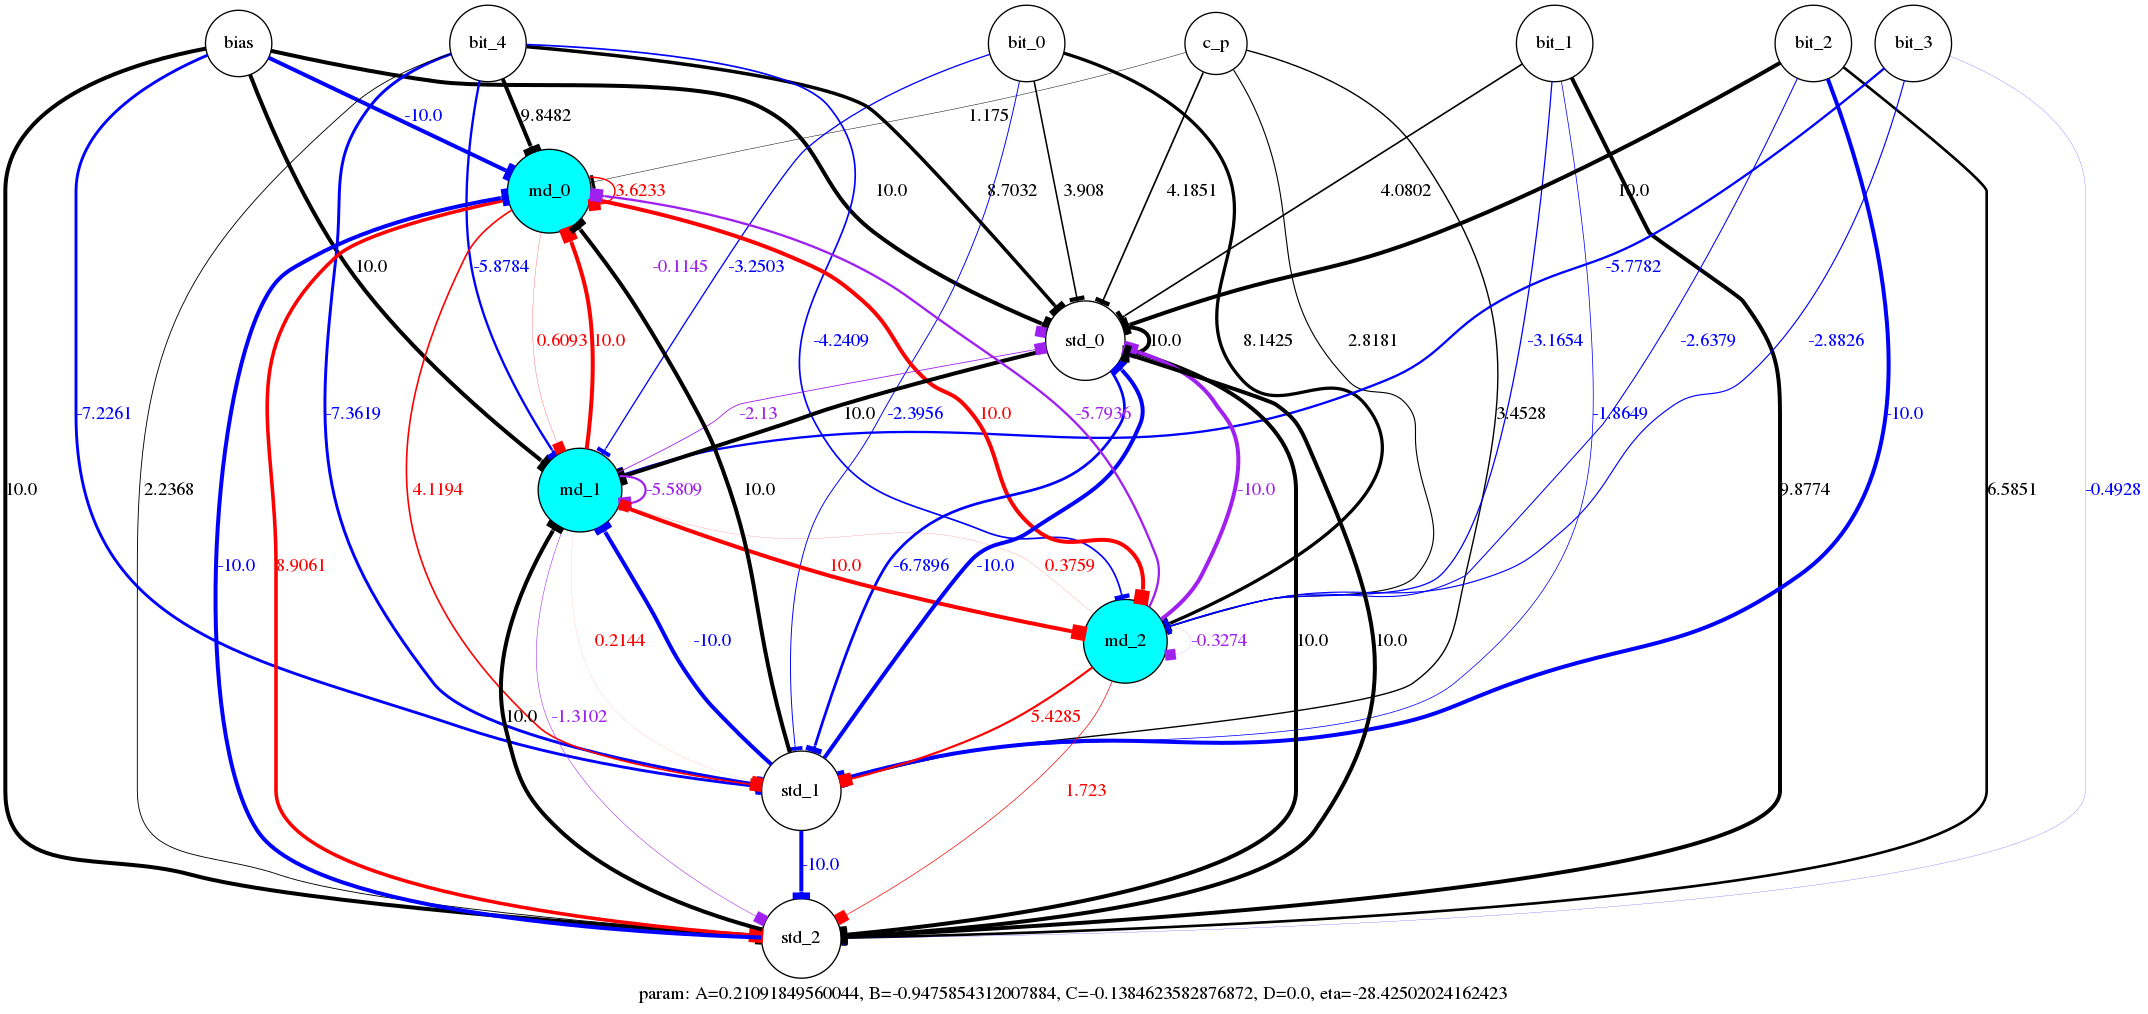 bias bit_4 bit_0 c_p bit_1 bit_2 bit_3
-10.0 9.8482 1.175
md_0 3.6233 10.0 8.7032 3.908 4.1851 4.0802 10.0
10.0 -5.8784 -0.1145 -3.2503 -5.7782
-4.2409 0.6093 10.0 std_0 10.0 8.1425 2.8181 -3.1654 -2.6379 -2.8826
-7.2261 -7.3619 -2.13 10.0 -2.3956 10.0 -5.7936 3.4528 -1.8649 -10.0
10.0 2.2368 4.1194 md_1 -5.5809 10.0 -10.0 9.8774 6.5851 -0.4928
-10.0 8.9061 10.0 -6.7896 -10.0 0.3759
0.2144 -10.0 md_2 -0.3274 10.0 10.0
10.0 -1.3102 5.4285
std_1 1.723
-10.0
std_2
param: A=0.21091849560044, B=-0.9475854312007884, C=-0.1384623582876872, D=0.0, eta=-28.42502024162423